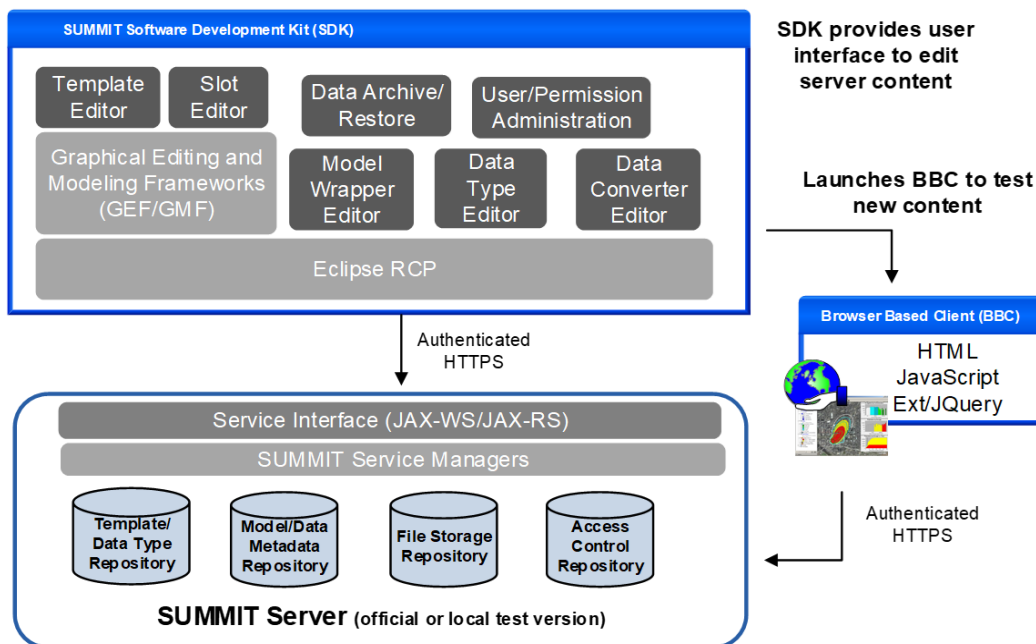 SUMMIT Software Development Kit (SDK)
Template
Editor
Slot
Editor
Data Archive/
Restore
User/Permission
Administration
Graphical Editing and
Modeling Frameworks
(GEF/GMF)
Model
Wrapper
Editor
Data
Type
Editor
Data
Converter
Editor
Eclipse RCP
SDK provides user
interface to edit
server content
Launches BBC to test
new content
Browser Based Client (BBC)
HTML
JavaScript
Ext/JQuery
Authenticated
HTTPS
Authenticated
HTTPS
Service Interface (JAX-WS/JAX-RS)
SUMMIT Service Managers
Template/
Data Type
Repository
Model/Data
Metadata
Repository
File Storage
Repository
Access
Control
Repository
SUMMIT Server (official or local test version)